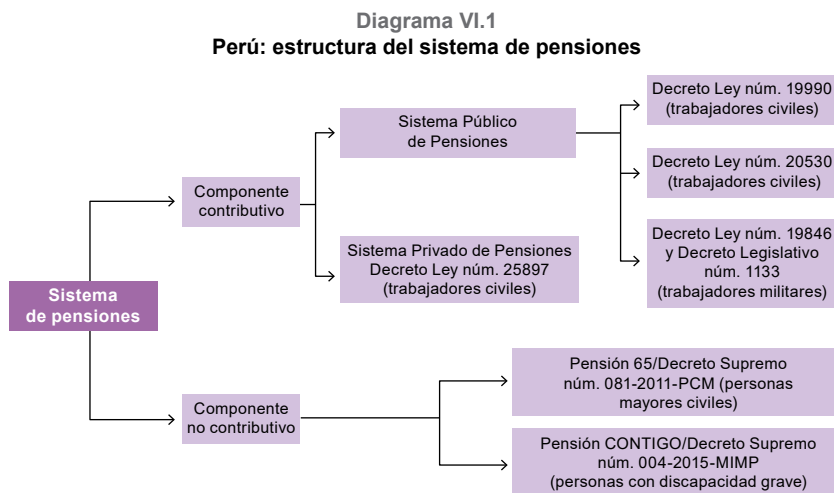 Diagrama VI.1
Perú: estructura del sistema de pensiones
Sistema
de pensiones
Componente
contributivo
Sistema Público
de Pensiones
Decreto Ley núm. 19990
(trabajadores civiles)
Decreto Ley núm. 20530
(trabajadores civiles)
Decreto Ley núm. 19846
y Decreto Legislativo
núm. 1133
(trabajadores militares)
Sistema Privado de Pensiones
Decreto Ley núm. 25897
(trabajadores civiles)
Componente
no contributivo
Pensión 65/Decreto Supremo
núm. 081-2011-PCM (personas
mayores civiles)
Pensión CONTIGO/Decreto Supremo
núm. 004-2015-MIMP
(personas con discapacidad grave)